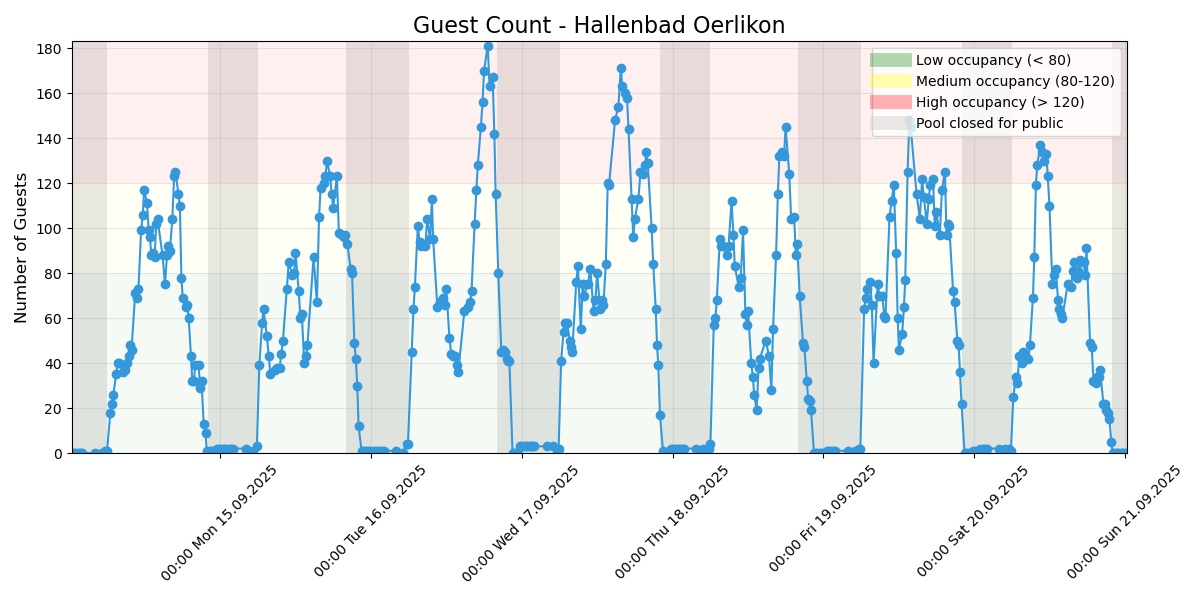 Guest Count - Hallenbad Oerlikon
Number of Guests
180
160
140
120
100
80
60
40
20
0
Low occupancy (< 80)
Medium occupancy (80-120)
High occupancy (> 120)
Pool closed for public
00:00 Mon 15.09.2025
00:00 Tue 16.09.2025
00:00 Wed 17.09.2025
00:00 Thu 18.09.2025
00:00 Fri 19.09.2025
00:00 Sat 20.09.2025
00:00 Sun 21.09.2025